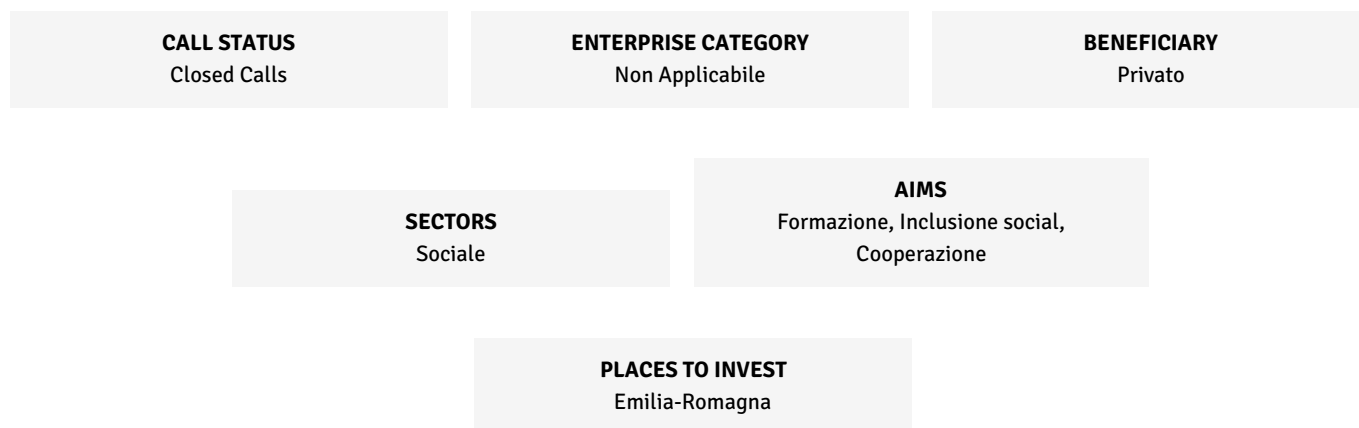 CALL STATUS
Closed Calls
ENTERPRISE CATEGORY
Non Applicabile
BENEFICIARY
Privato
SECTORS
Sociale
AIMS
Formazione, Inclusione social,
Cooperazione
PLACES TO INVEST
Emilia-Romagna